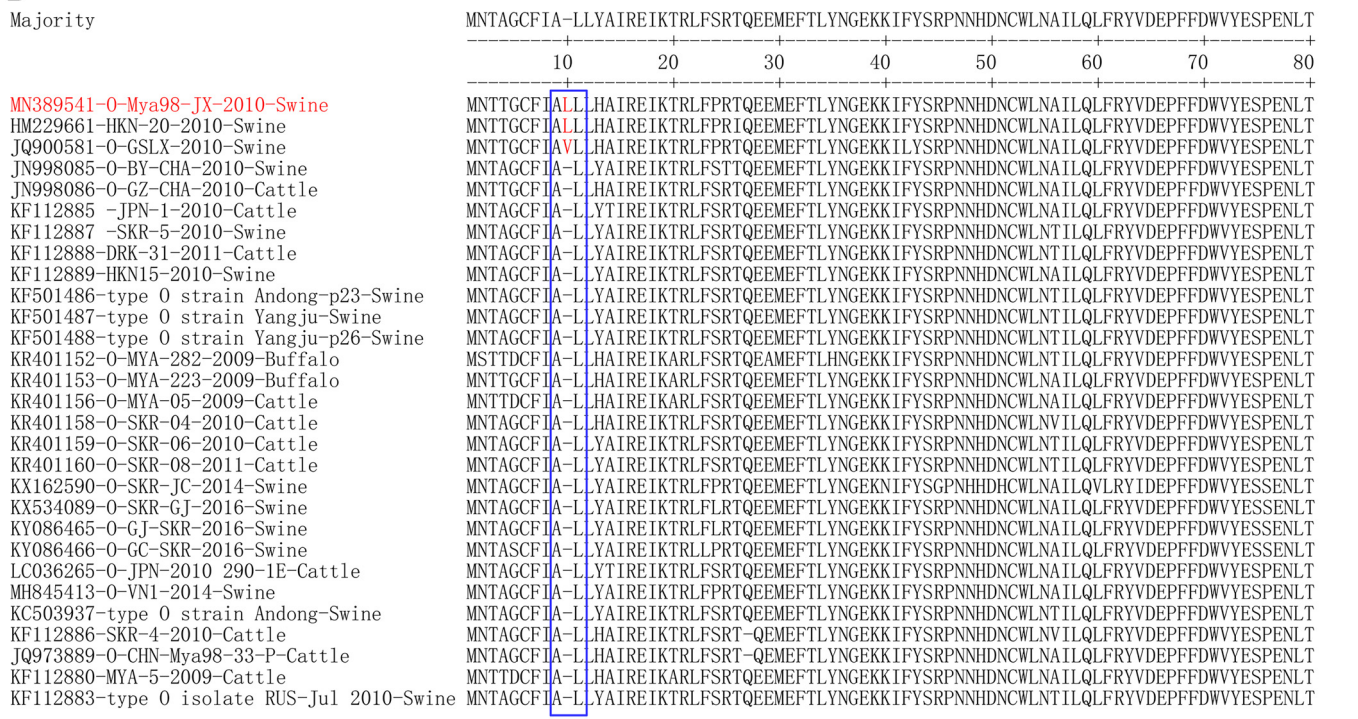 Majority MNTAGCFIA-LLYAIREIKTRLFSRTQEEMEFTLYNGEKKIFYSRPNNHDNCWLNAILQLFRYVDEPFFDWVYESPENLT
---------+---------+---------+---------+---------+---------+---------+---------+
10 20 30 40 50 60 70 80
---------+---------+---------+---------+---------+---------+---------+---------+
MN389541-O-Mya98-JX-2010-Swine MNTTGCFIALLLHAIREIKTRLFPRTQEEMEFTLYNGEKKIFYSRPNNHDNCWLNAILQLFRYVDEPFFDWVYESPENLT
HM229661-HKN-20-2010-Swine MNTTGCFIALLLHAIREIKTRLFPRIQEEMEFTLYNGEKKIFYSRPNNHDNCWLNAILQLFRYVDEPFFDWVYESPENLT
JQ900581-O-GSLX-2010-Swine MNTTGCFIAVLLHAIREIKTRLFPRTQEEMEFTLYNGEKKILYSRPNNHDNCWLNAILQLFRYVDEPFFDWVYESPENLT
JN998085-O-BY-CHA-2010-Swine MNTAGCFIA-LLYAIREIKTRLFSTTQEEMEFTLYNGEKKIFYSRPNNHDNCWLNAILQLFRYVDEPFFDWVYESPENLT
JN998086-O-GZ-CHA-2010-Cattle MNTTGCFIA-LLHAIREIKTRLFSRTQEEMEFTLYNGEKKIFYSRPNNHDNCWLNAILQLFRYVDEPFFDWVYESPENLT
KF112885 -JPN-1-2010-Cattle MNTAGCFIA-LLYTIREIKTRLFSRTQEEMEFTLYNGEKKIFYSRPNNHDNCWLNAILQLFRYVDEPFFDWVYESPENLT
KF112887 -SKR-5-2010-Swine MNTAGCFIA-LLYAIREIKTRLFSRTQEEMEFTLYNGEKKIFYSRPNNHDNCWLNTILQLFRYVDEPFFDWVYESPENLT
KF112888-DRK-31-2011-Cattle MNTAGCFIA-LLYAIREIKTRLFSRTQEEMEFTLYNGEKKIFYSRPNNHDNCWLNTILQLFRYVDEPFFDWVYESPENLT
KF112889-HKN15-2010-Swine MNTAGCFIA-LLYAIREIKTRLFSRTQEEMEFTLYNGEKKIFYSRPNNHDNCWLNAILQLFRYVDEPFFDWVYESPENLT
KF501486-type O strain Andong-p23-Swine MNTAGCFIA-LLYAIREIKTRLFSRTQEEMEFTLYNGEKKIFYSRPNNHDNCWLNTILQLFRYVDEPFFDWVYESPENLT
KF501487-type O strain Yangju-Swine MNTAGCFIA-LLYAIREIKTRLFSRTQEEMEFTLYNGEKKIFYSRPNNHDNCWLNTILQLFRYVDEPFFDWVYESPENLT
KF501488-type O strain Yangju-p26-Swine MNTAGCFIA-LLYAIREIKTRLFSRTQEEMEFTLYNGEKKIFYSRPNNHDNCWLNTILQLFRYVDEPFFDWVYESPENLT
KR401152-O-MYA-282-2009-Buffalo MSTTDCFIA-LLHAIREIKARLFSRTQEAMEFTLHNGEKKIFYSRPNNHDNCWLNTILQLFRYVDEPFFDWVYESPENLT
KR401153-O-MYA-223-2009-Buffalo MNTTGCFIA-LLHAIREIKARLFSRTQEEMEFTLYNGEKKIFYSRPNNHDNCWLNAILQLFRYVDEPFFDWVYESPENLT
KR401156-O-MYA-05-2009-Cattle MNTTDCFIA-LLHAIREIKARLFSRTQEEMEFTLYNGEKKIFYSRPNNHDNCWLNAILQLFRYVDEPFFDWVYESPENLT
KR401158-O-SKR-04-2010-Cattle MNTAGCFIA-LLHAIREIKTRLFSRTQEEMEFTLYNGEKKIFYSRPNNHDNCWLNVILQLFRYVDEPFFDWVYESPENLT
KR401159-O-SKR-06-2010-Cattle MNTAGCFIA-LLYAIREIKTRLFSRTQEEMEFTLYNGEKKIFYSRPNNHDNCWLNTILQLFRYVDEPFFDWVYESPENLT
KR401160-O-SKR-08-2011-Cattle MNTAGCFIA-LLYAIREIKTRLFSRTQEEMEFTLYNGEKKIFYSRPNNHDNCWLNTILQLFRYVDEPFFDWVYESPENLT
KX162590-O-SKR-JC-2014-Swine MNTAGCFIA-LLYAIREIKTRLFPRTQEEMEFTLYNGEKNIFYSGPNHHDHCWLNAILQVLRYIDEPFFDWVYESSENLT
KX534089-O-SKR-GJ-2016-Swine MNTAGCFIA-LLYAIREIKTRLFLRTQEEMEFTLYNGEKKIFYSRPNNHDNCWLNAILQLFRYVDEPFFDWVYESSENLT
KY086465-O-GJ-SKR-2016-Swine MNTAGCFIA-LLYAIREIKTRLFLRTQEEMEFTLYNGEKKIFYSRPNNHDNCWLNAILQLFRYVDEPFFDWVYESSENLT
KY086466-O-GC-SKR-2016-Swine MNTASCFIA-LLYAIREIKTRLLPRTQEEMEFTLYNGEKKIFYSRPNNHDNCWLNAILQLFRYVDEPFFDWVYESSENLT
LC036265-O-JPN-2010 290-1E-Cattle MNTAGCFIA-LLYTIREIKTRLFSRTQEEMEFTLYNGEKKIFYSRPNNHDNCWLNAILQLFRYVDEPFFDWVYESPENLT
MH845413-O-VN1-2014-Swine MNTAGCFIA-LLYAIREIKTRLFSRTQEEMEFTLYNGEKKIFYSRPNNHDNCWLNAILQLFRYVDEPFFDWVYESPENLT
KC503937-type O strain Andong-Swine MNTAGCFIA-LLYAIREIKTRLFSRTQEEMEFTLYNGEKKIFYSRPNNHDNCWLNTILQLFRYVDEPFFDWVYESPENLT
KF112886-SKR-4-2010-Cattle MNTAGCFIA-LLHAIREIKTRLFSRT-QEMEFTLYNGEKKIFYSRPNNHDNCWLNVILQLFRYVDEPFFDWVYESPENLT
JQ973889-O-CHN-Mya98-33-P-Cattle MNTAGCFIA-LLHAIREIKTRLFSRT-QEMEFTLYNGEKKIFYSRPNNHDNCWLNAILQLFRYVDEPFFDWVYESPENLT
KF112880-MYA-5-2009-Cattle MNTTDCFIA-LLHAIREIKARLFSRTQEEMEFTLYNGEKKIFYSRPNNHDNCWLNAILQLFRYVDEPFFDWVYESPENLT
KF112883-type O isolate RUS-Jul 2010-Swine MNTAGCFIA-LLYAIREIKTRLFSRTQEEMEFTLYNGEKKIFYSRPNNHDNCWLNAILQLFRYVDEPFFDWVYESPENLT